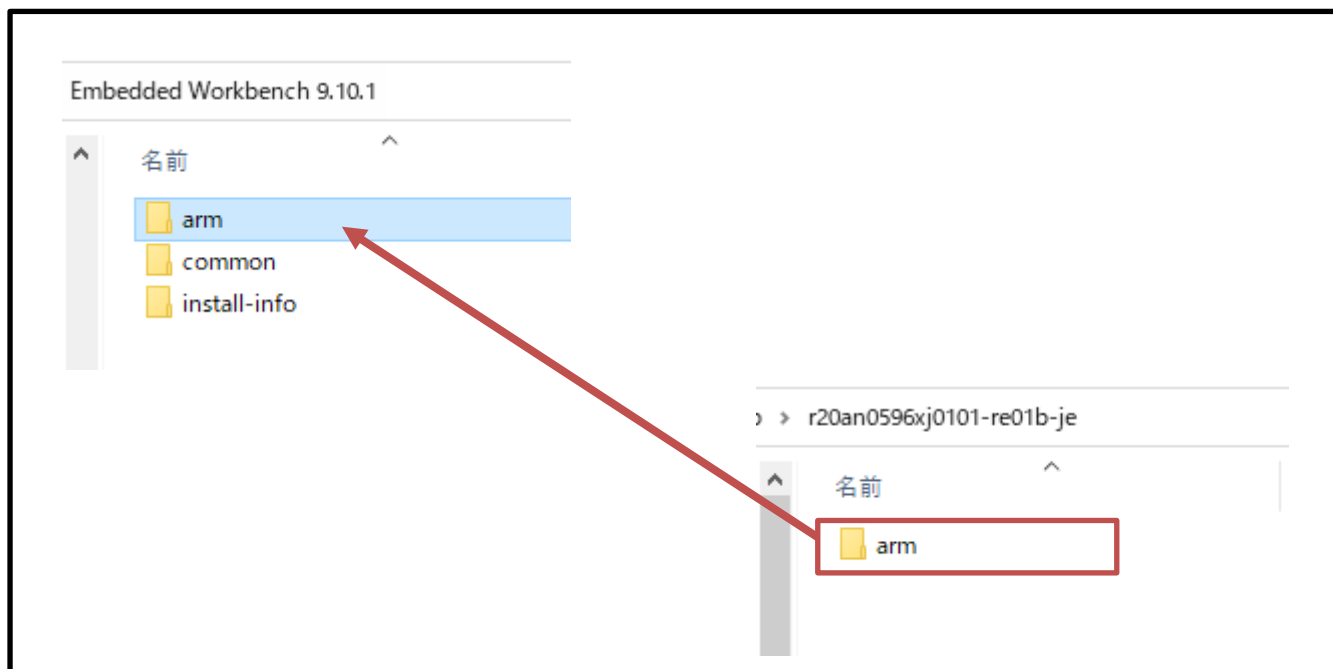 Embedded Workbench 9.10.1
名前
arm
common
install-info
> r20an0596xj0101-re01b-je
名前
arm